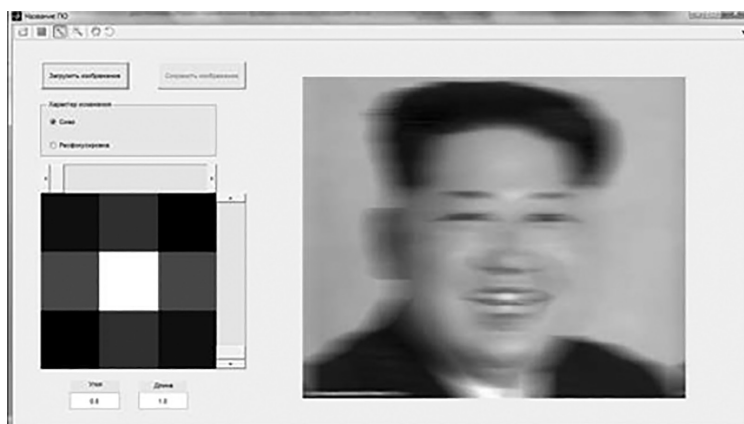 Название ПО
Загрузить изображение
Сохранить изображение
Характер искажения
Смаз
Расфокусировка
Угол
Длина
0.0
1.0